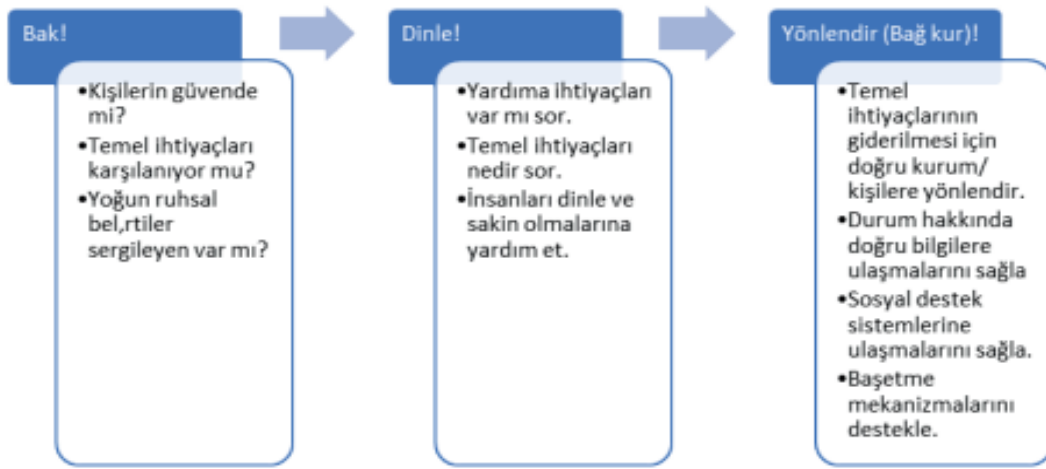 Bak!
•Kişilerin güvende
mi?
•Temel ihtiyaçları
karşılanıyor mu?
•Yoğun ruhsal
bel,rtiler
sergileyen var mı?
Dinle!
•Yardıma ihtiyaçları
var mı sor.
•Temel ihtiyaçları
nedir sor.
•İnsanları dinle ve
sakin olmalarına
yardım et.
Yönlendir (Bağ kur)!
•Temel
ihtiyaçlarının
giderilmesi için
doğru kurum/
kişilere yönlendir.
•Durum hakkında
doğru bilgilere
ulaşmalarını sağla
•Sosyal destek
sistemlerine
ulaşmalarını sağla.
•Başetme
mekanizmalarını
destekle.